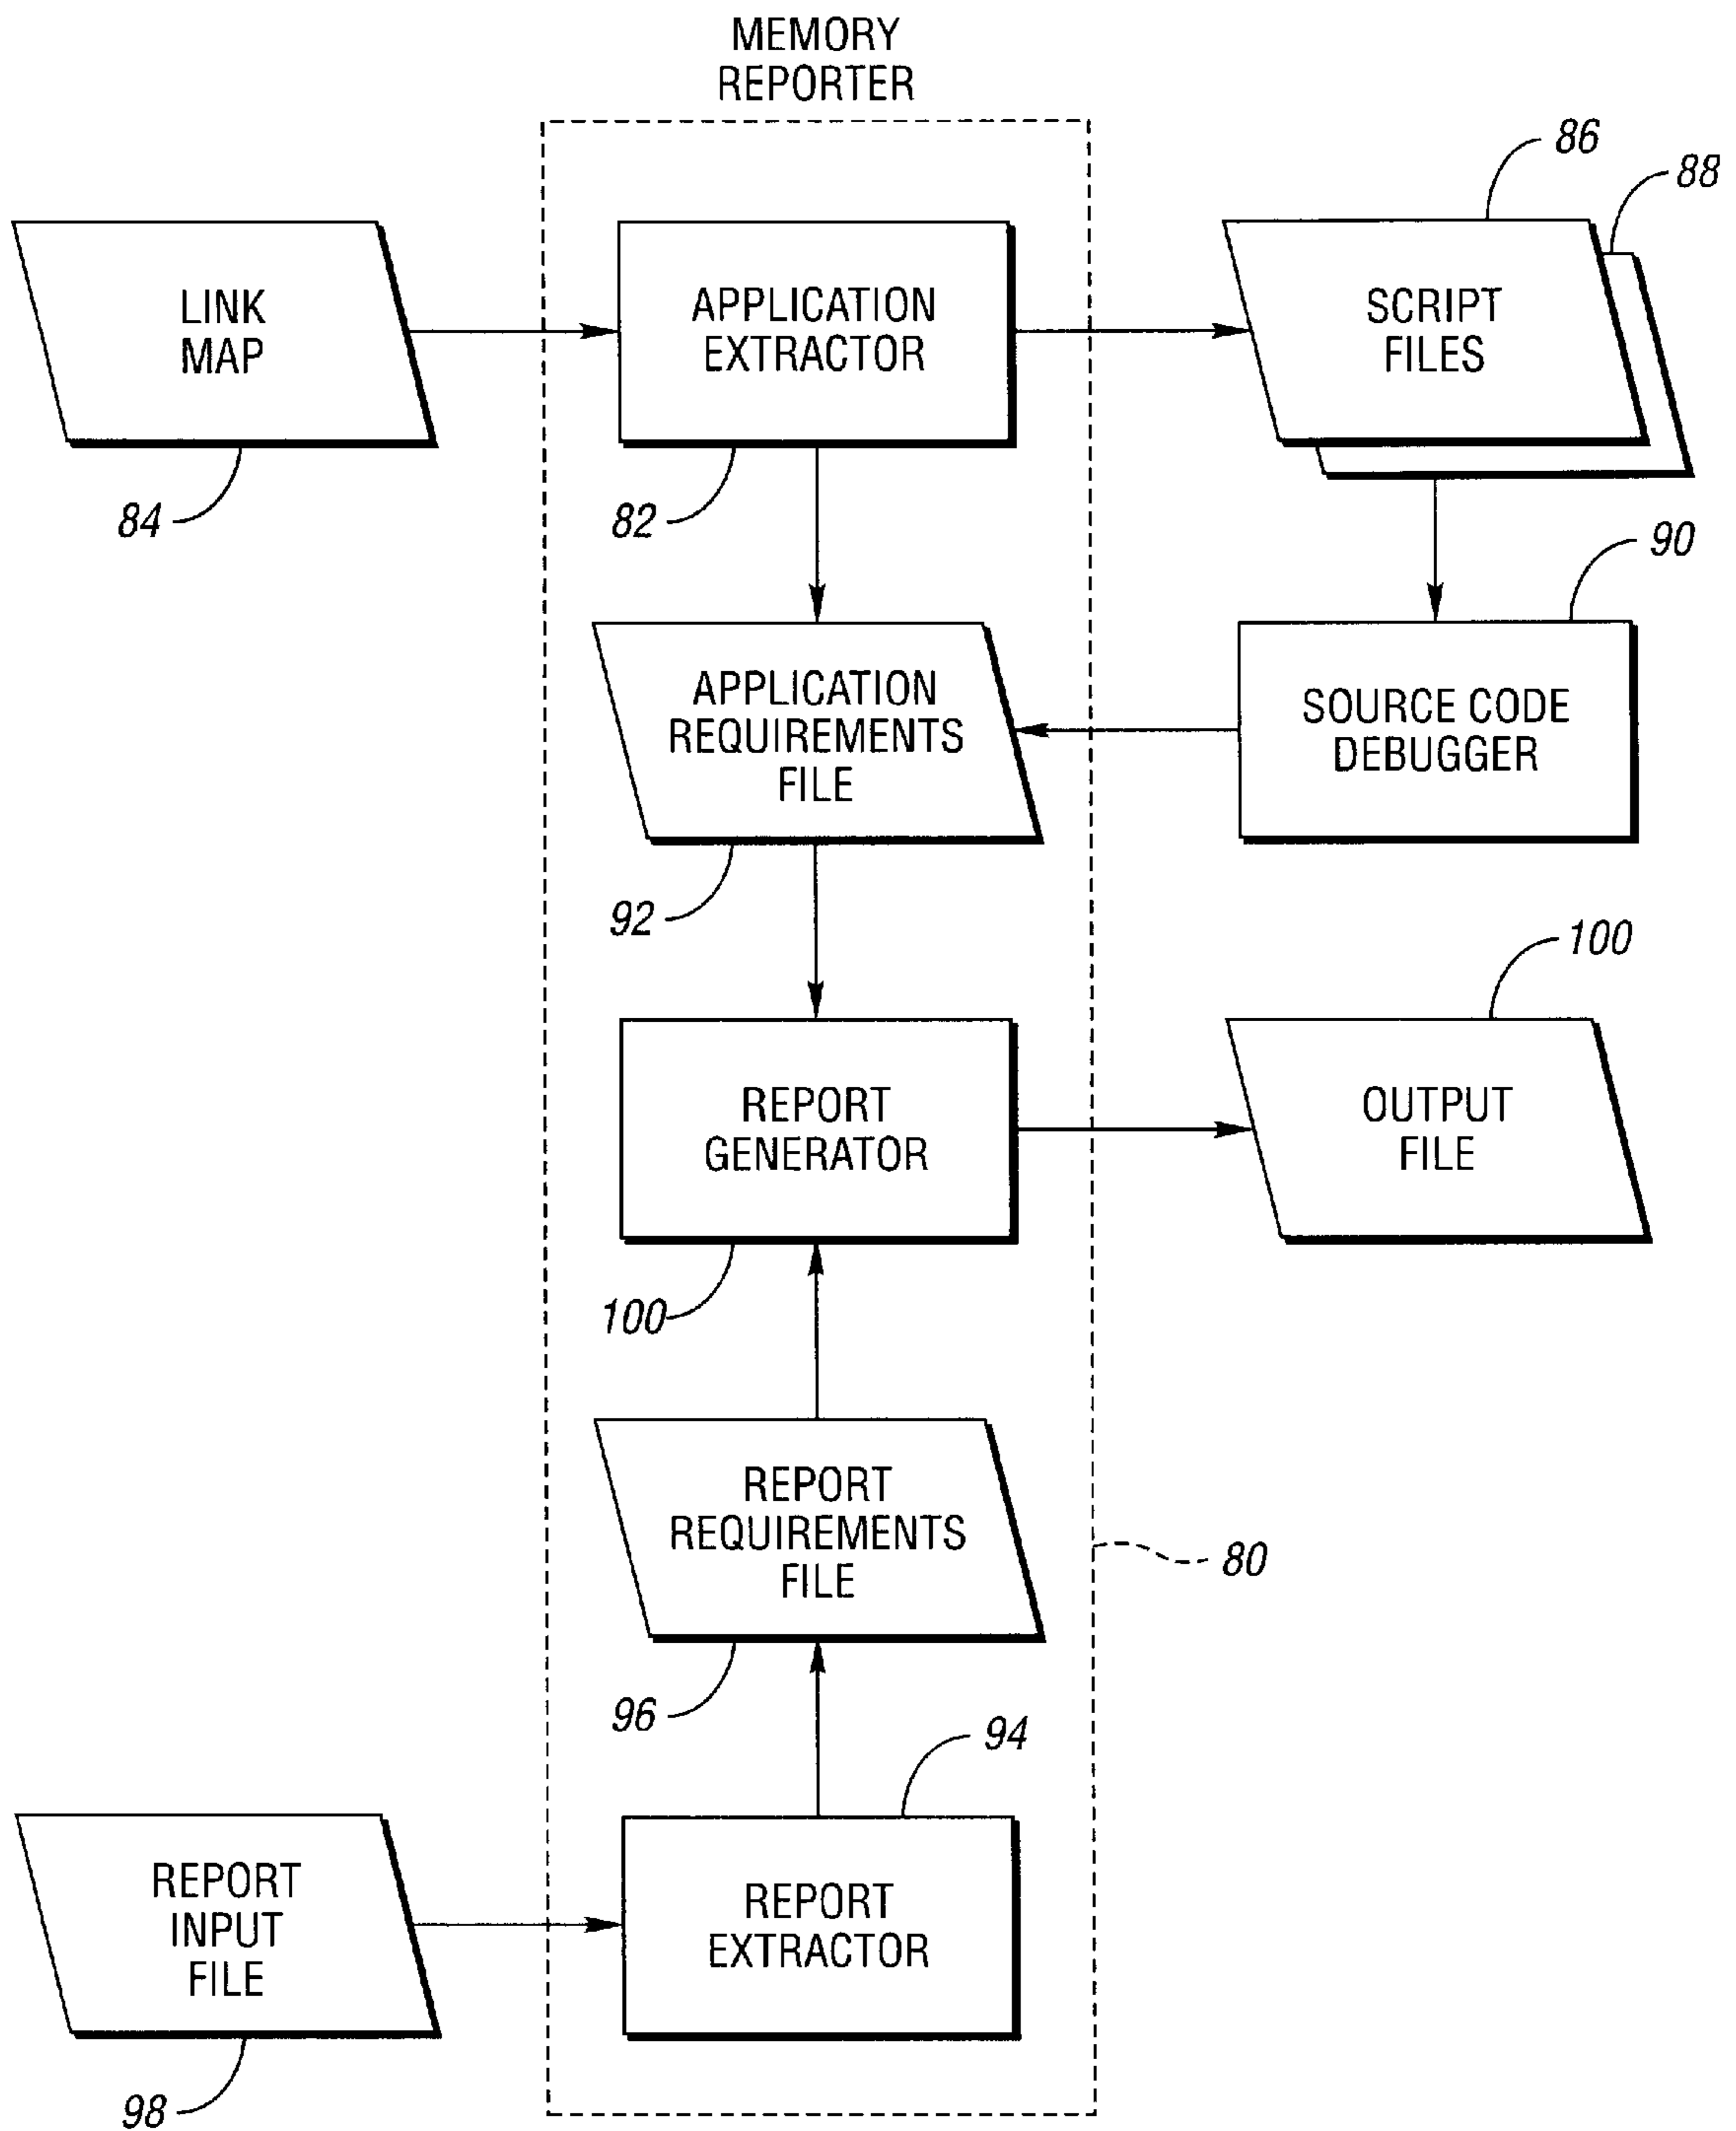 MEMORY
REPORTER
86
88
LINK
MAP
APPLICATION
EXTRACTOR
SCRIPT
FILES
84
82
90
APPLICATION
REQUIREMENTS
FILE
SOURCE CODE
DEBUGGER
92
100
REPORT
GENERATOR
OUTPUT
FILE
100
REPORT
REQUIREMENTS
FILE
80
96
94
REPORT
INPUT
FILE
REPORT
EXTRACTOR
98